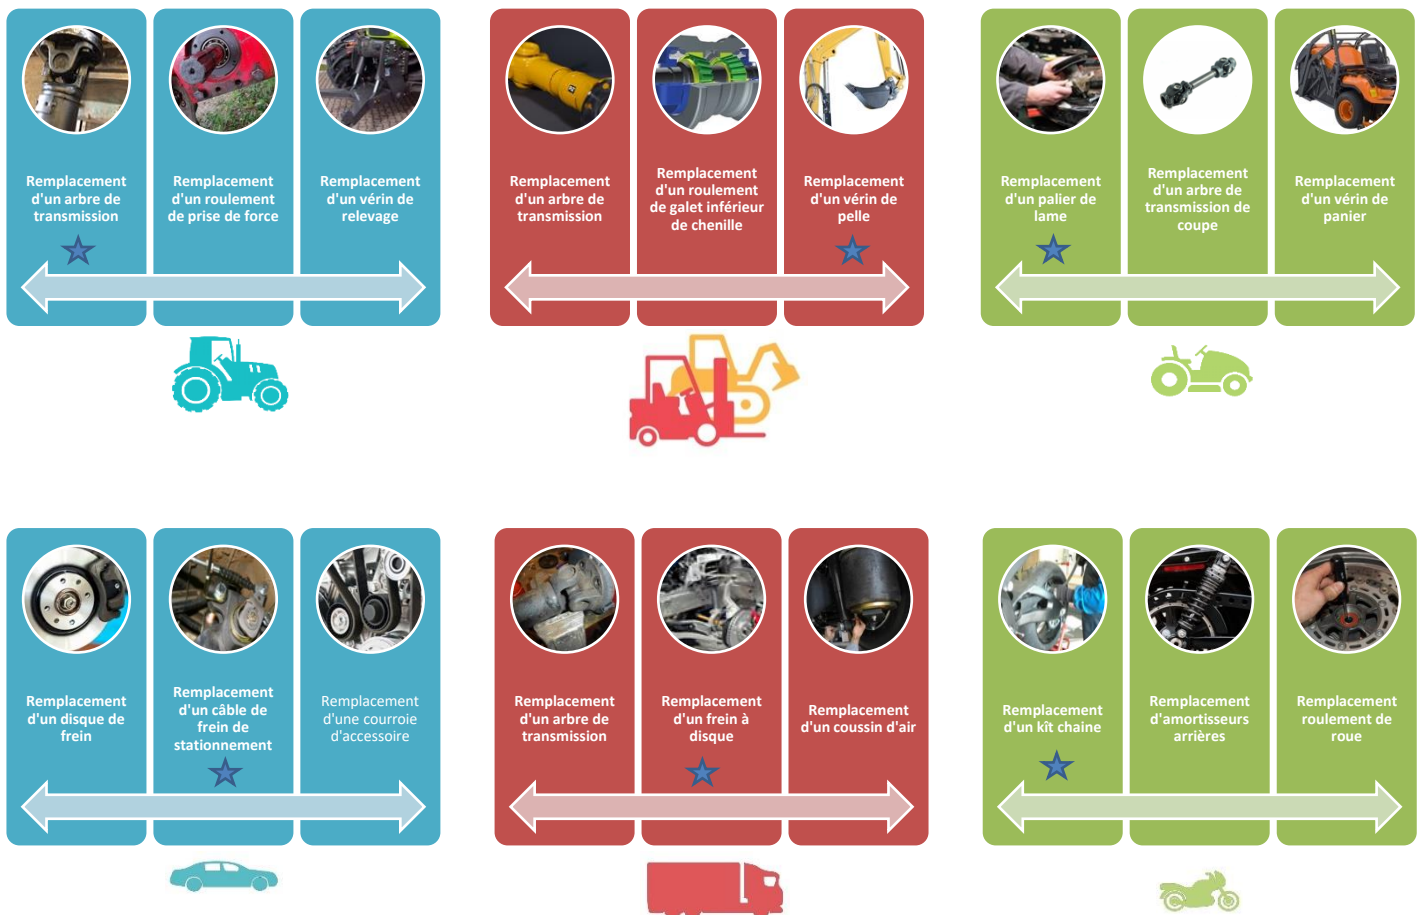 Remplacement
d'un arbre de
transmission
Remplacement
d'un roulement
de prise de force
Remplacement
d'un vérin de
relevage
Remplacement
d'un arbre de
transmission
Remplacement
d'un roulement
de galet inférieur
de chenille
Remplacement
d'un vérin de
pelle
Remplacement
d'un palier de
lame
Remplacement
d'un arbre de
transmission de
coupe
Remplacement
d'un vérin de
panier
Remplacement
d'un disque de
frein
Remplacement
d'un câble de
frein de
stationnement
Remplacement
d'une courroie
d'accessoire
Remplacement
d'un arbre de
transmission
Remplacement
d'un frein à
disque
Remplacement
d'un coussin d'air
Remplacement
d'un kît chaine
Remplacement
d'amortisseurs
arrières
Remplacement
roulement de
roue